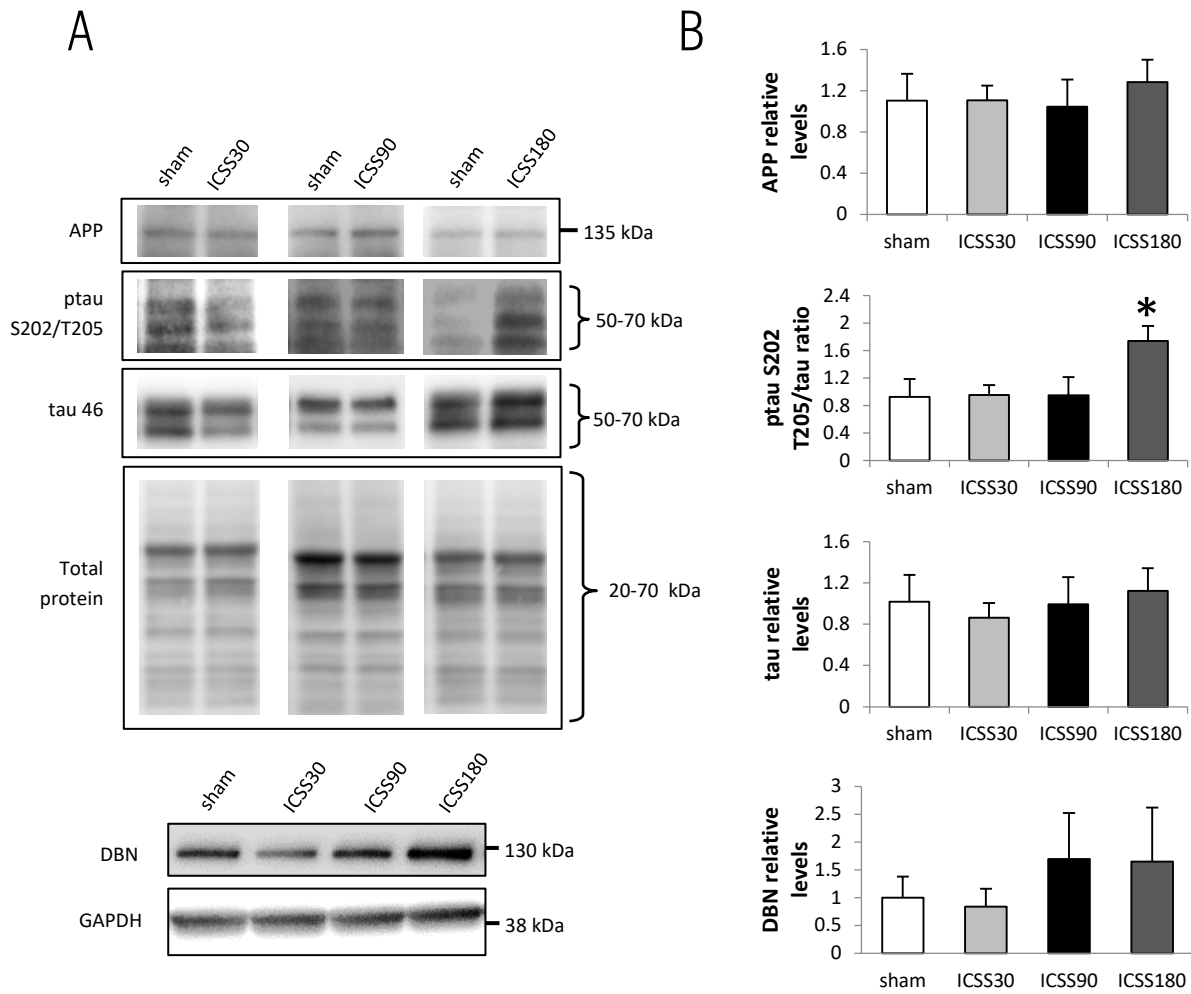 A
sham ICSS30 sham ICSS90 sham ICSS180
APP
135 kDa
ptau
S202/T205
50-70 kDa
tau 46
50-70 kDa
Total
protein
20-70 kDa
sham ICSS30 ICSS90 ICSS180
DBN
130 kDa
GAPDH
38 kDa
B
APP relative
levels
1.6
1.2
0.8
0.4
0
sham ICSS30 ICSS90 ICSS180
ptau S202
T205/tau ratio
2.4
2
1.6
1.2
0.8
0.4
0
*
sham ICSS30 ICSS90 ICSS180
tau relative
levels
1.6
1.2
0.8
0.4
0
sham ICSS30 ICSS90 ICSS180
DBN relative
levels
3
2.5
2
1.5
1
0.5
0
sham ICSS30 ICSS90 ICSS180